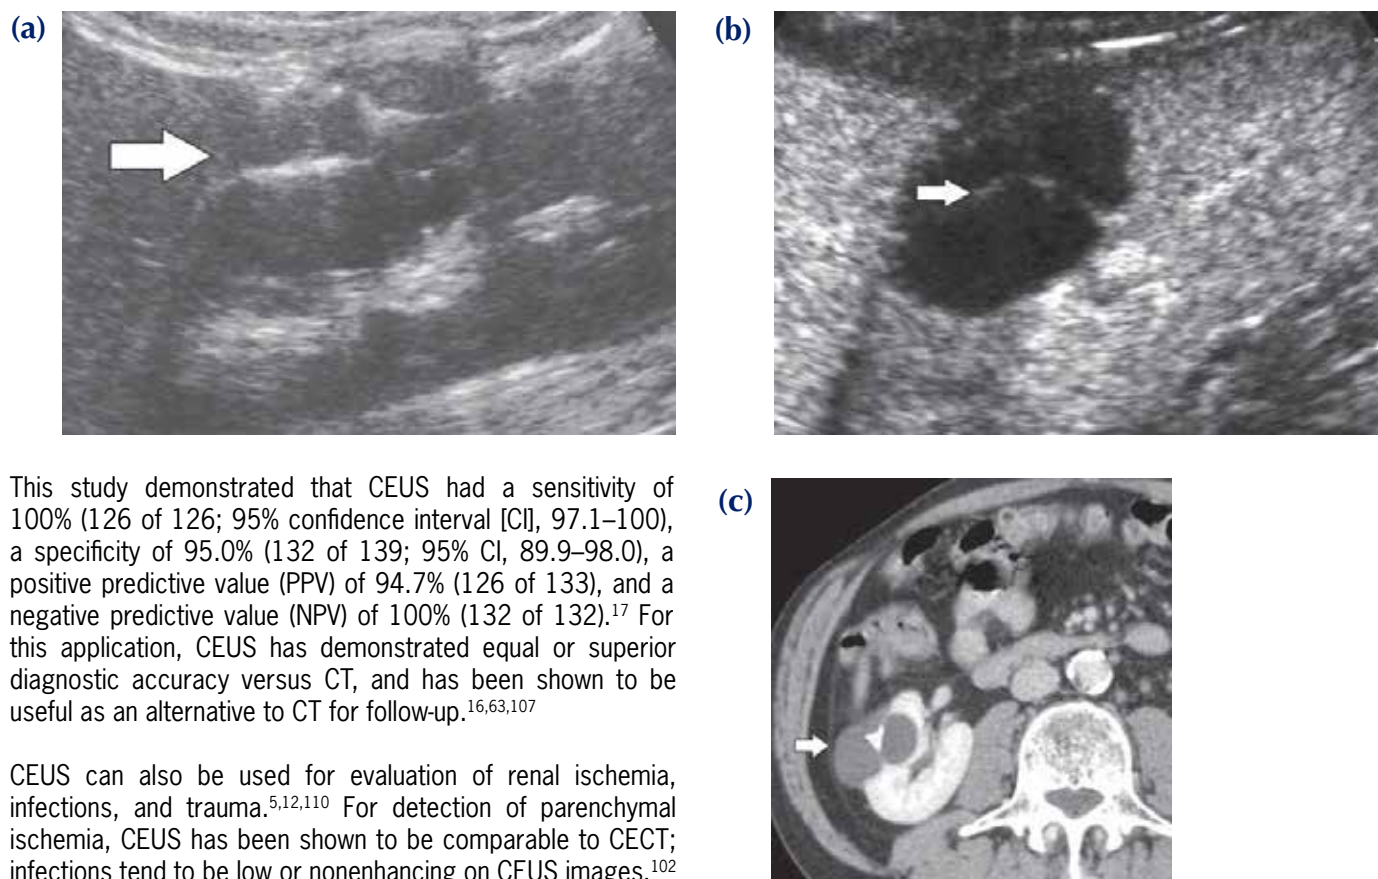 (a)
(b)
This study demonstrated that CEUS had a sensitivity of
100% (126 of 126; 95% confidence interval [CI], 97.1–100),
a specificity of 95.0% (132 of 139; 95% CI, 89.9–98.0), a
positive predictive value (PPV) of 94.7% (126 of 133), and a
negative predictive value (NPV) of 100% (132 of 132).17 For
this application, CEUS has demonstrated equal or superior
diagnostic accuracy versus CT, and has been shown to be
useful as an alternative to CT for follow-up.16,63,107
CEUS can also be used for evaluation of renal ischemia,
infections, and trauma.5,12,110 For detection of parenchymal
ischemia, CEUS has been shown to be comparable to CECT;
infections tend to be low or nonenhancing on CEUS images.102
(c)